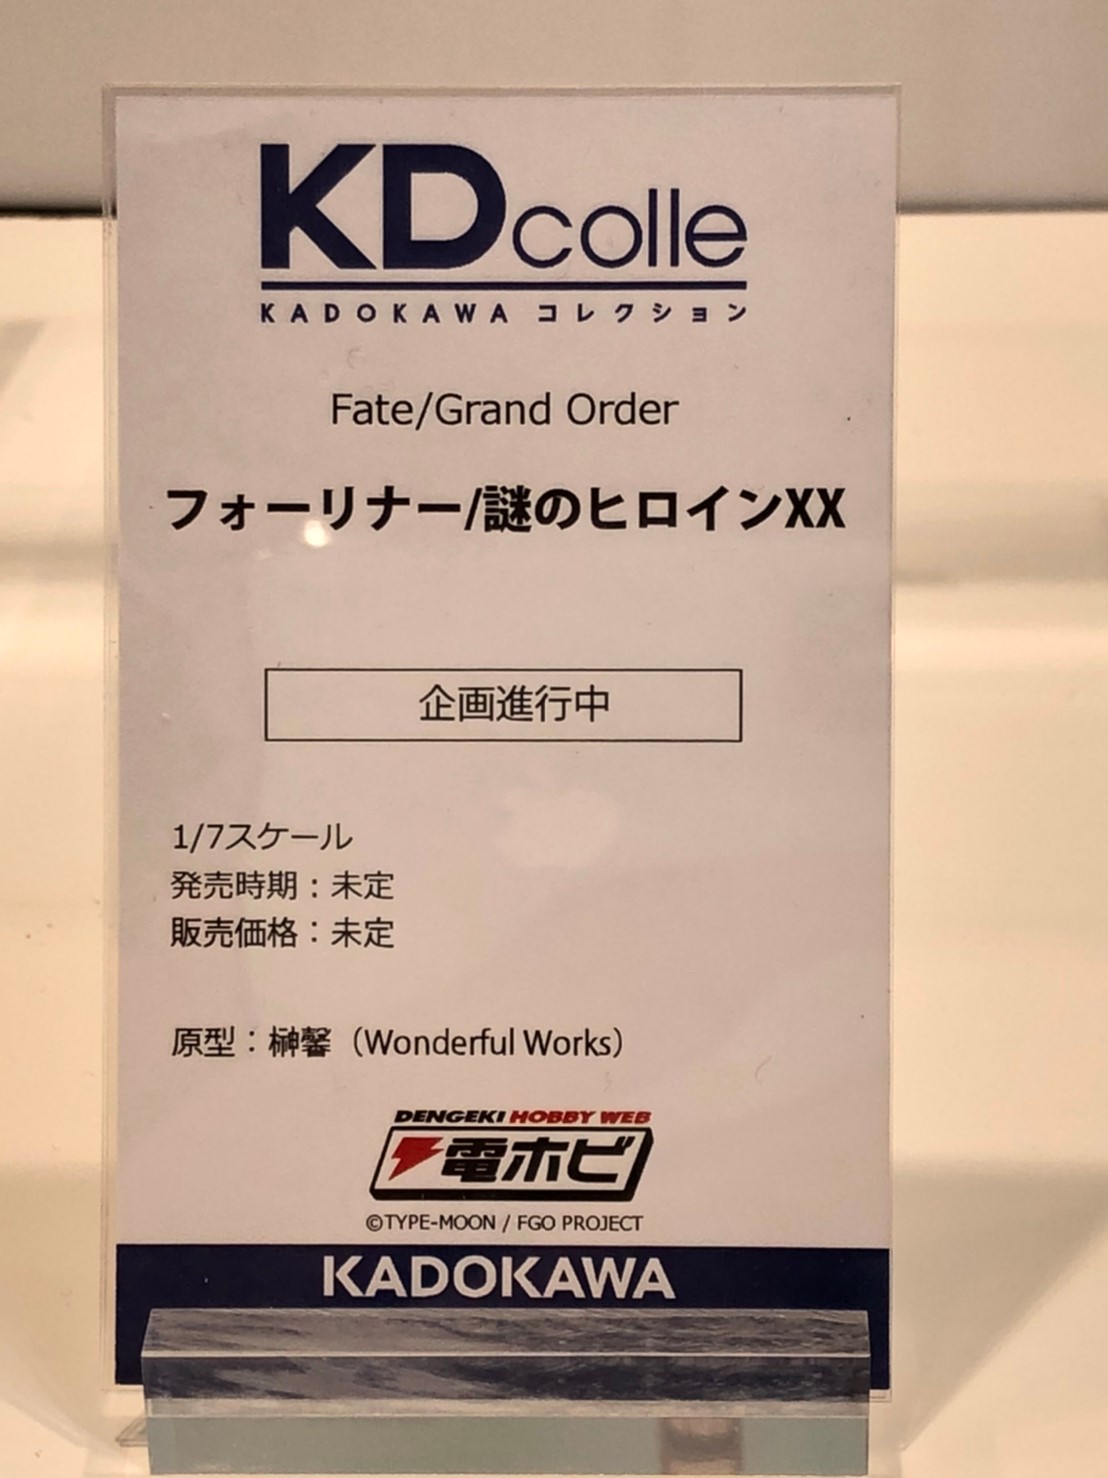 KDcolle
KADOKAWA コレクション
Fate/Grand Order
フォーリナー/謎のヒロインXX
企画進行中
1/7スケール
発売時期：未定
販売価格：未定
原型：榊馨（Wonderful Works）
DENGEKI HOBBY WEB
電ホビ
©TYPE-MOON / FGO PROJECT
KADOKAWA